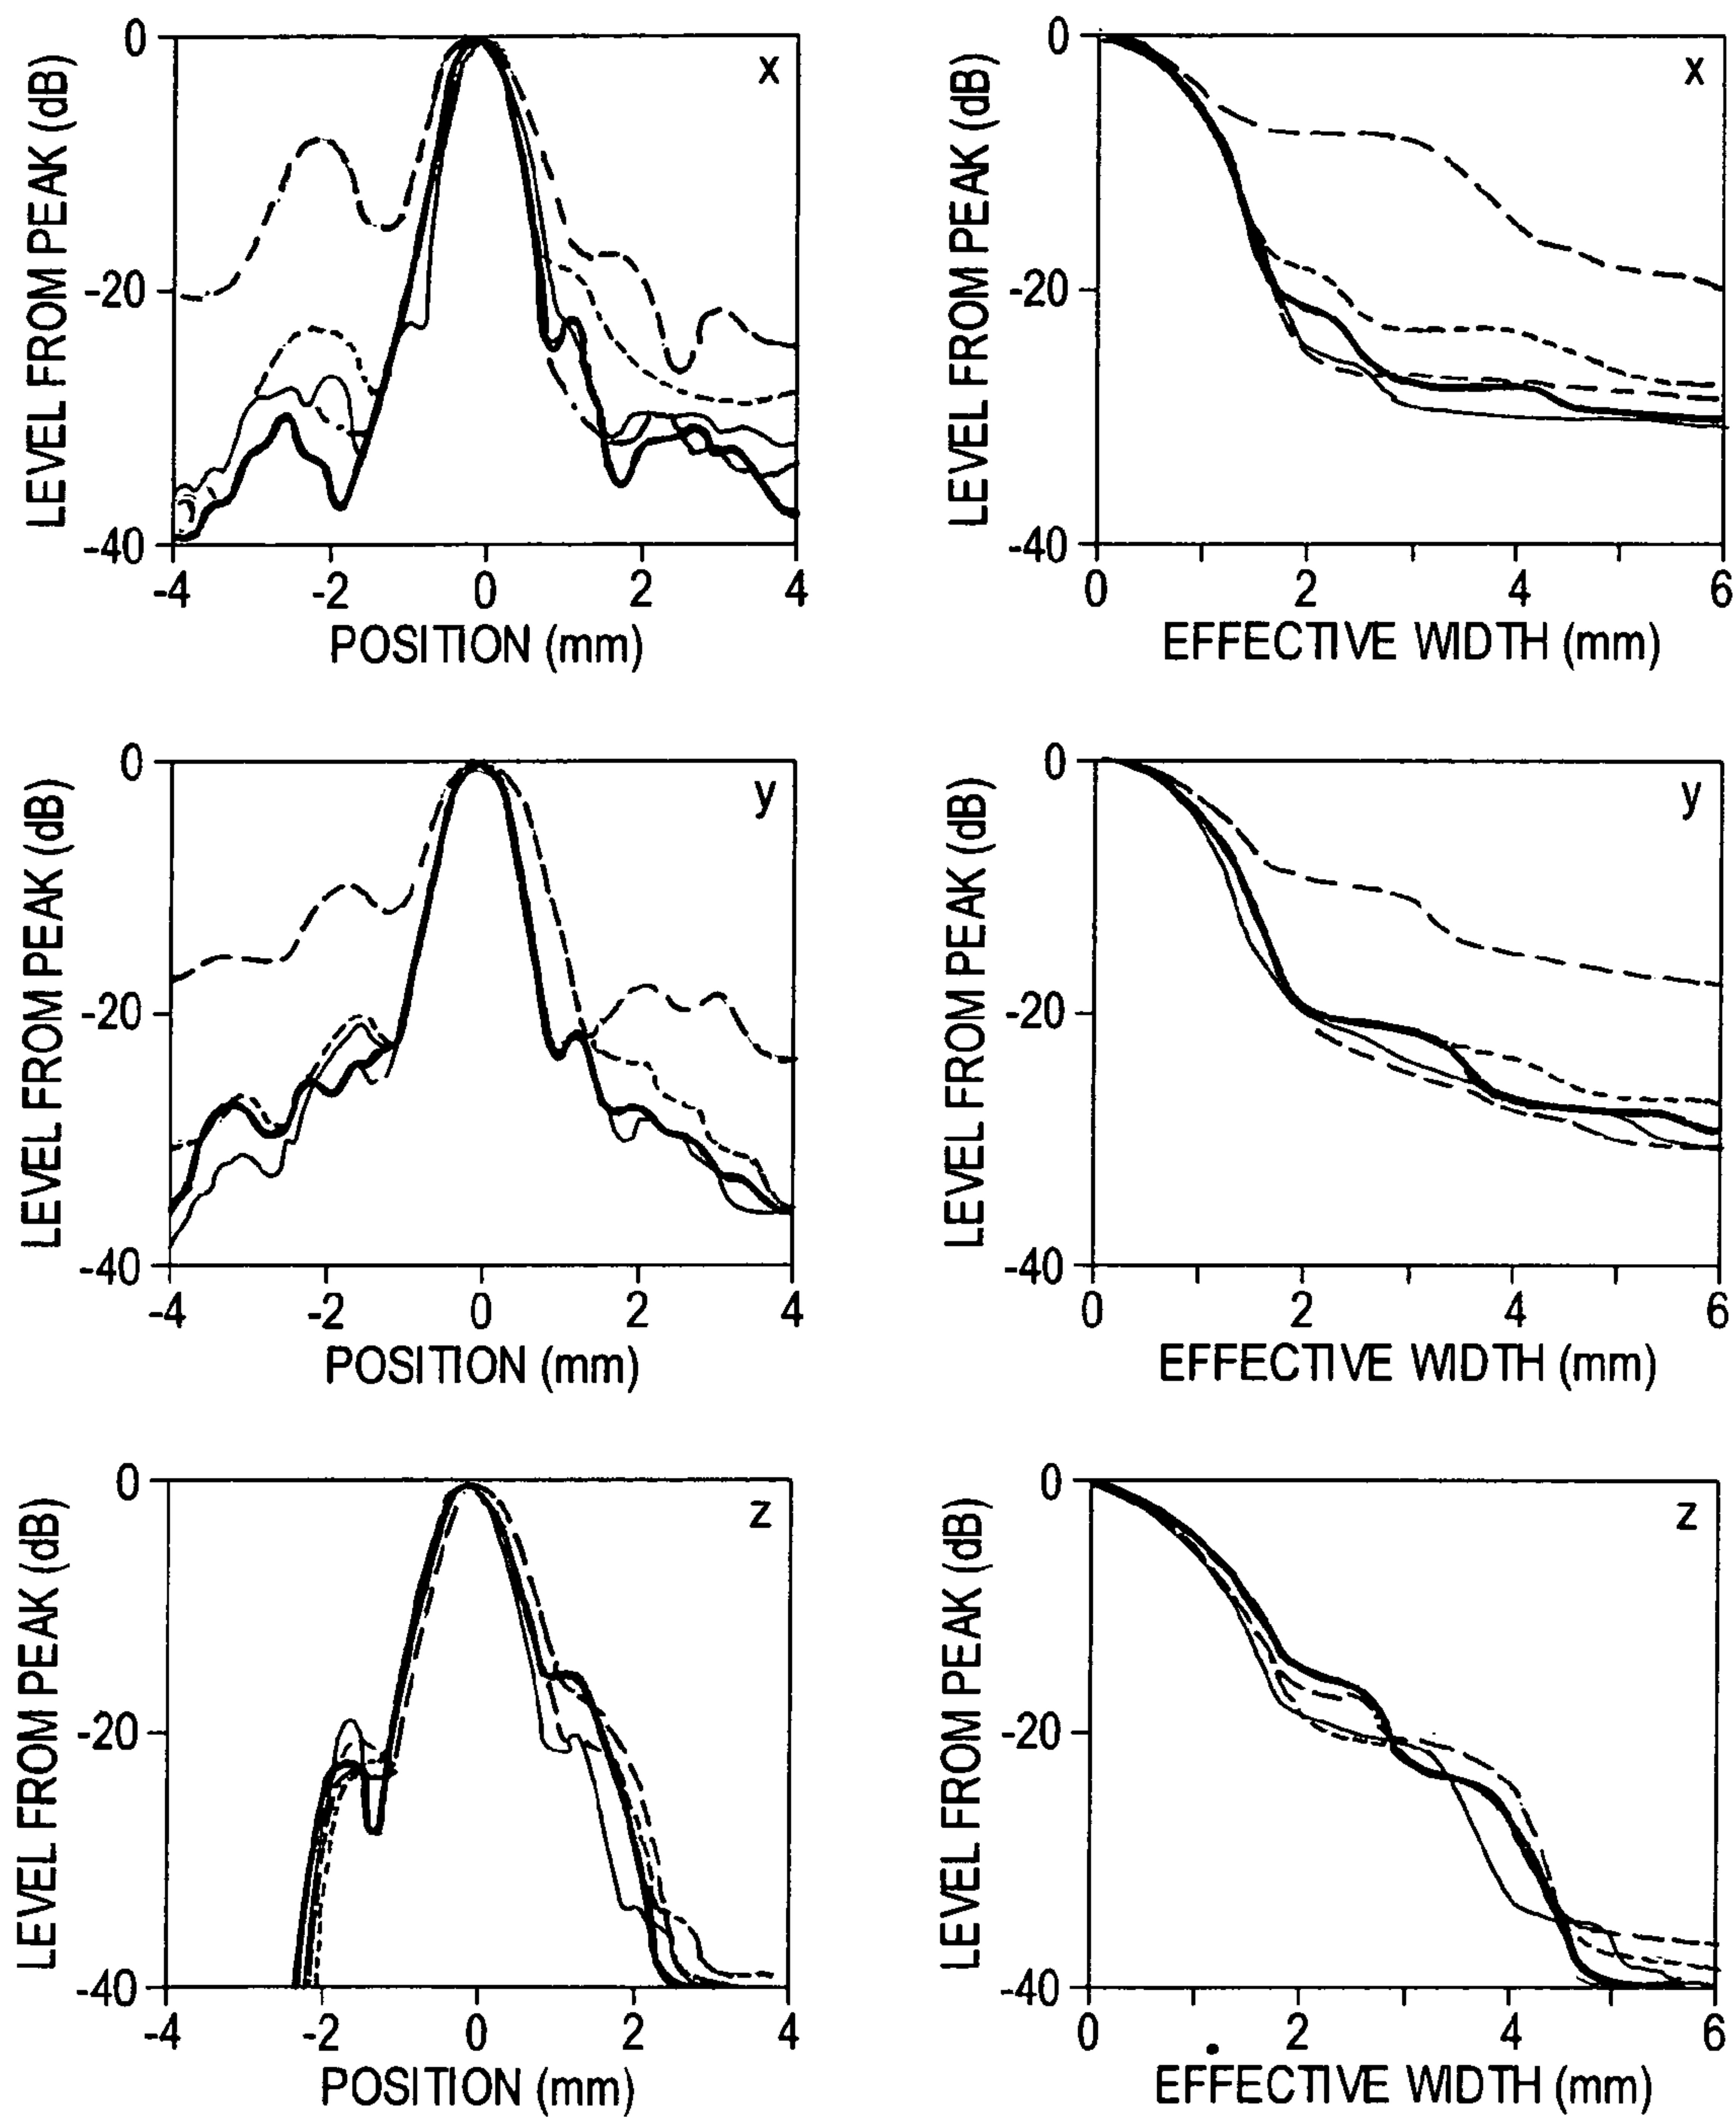 LEVEL FROM PEAK (dB)
0
-20
-40
x
-4 -2 0 2 4
POSITION (mm)
LEVEL FROM PEAK (dB)
0
-20
-40
x
0 2 4 6
EFFECTIVE WIDTH (mm)
LEVEL FROM PEAK (dB)
0
-20
-40
y
-4 -2 0 2 4
POSITION (mm)
LEVEL FROM PEAK (dB)
0
-20
-40
y
0 2 4 6
EFFECTIVE WIDTH (mm)
LEVEL FROM PEAK (dB)
0
-20
-40
z
-4 -2 0 2 4
POSITION (mm)
LEVEL FROM PEAK (dB)
0
-20
-40
z
0 2 4 6
EFFECTIVE WIDTH (mm)